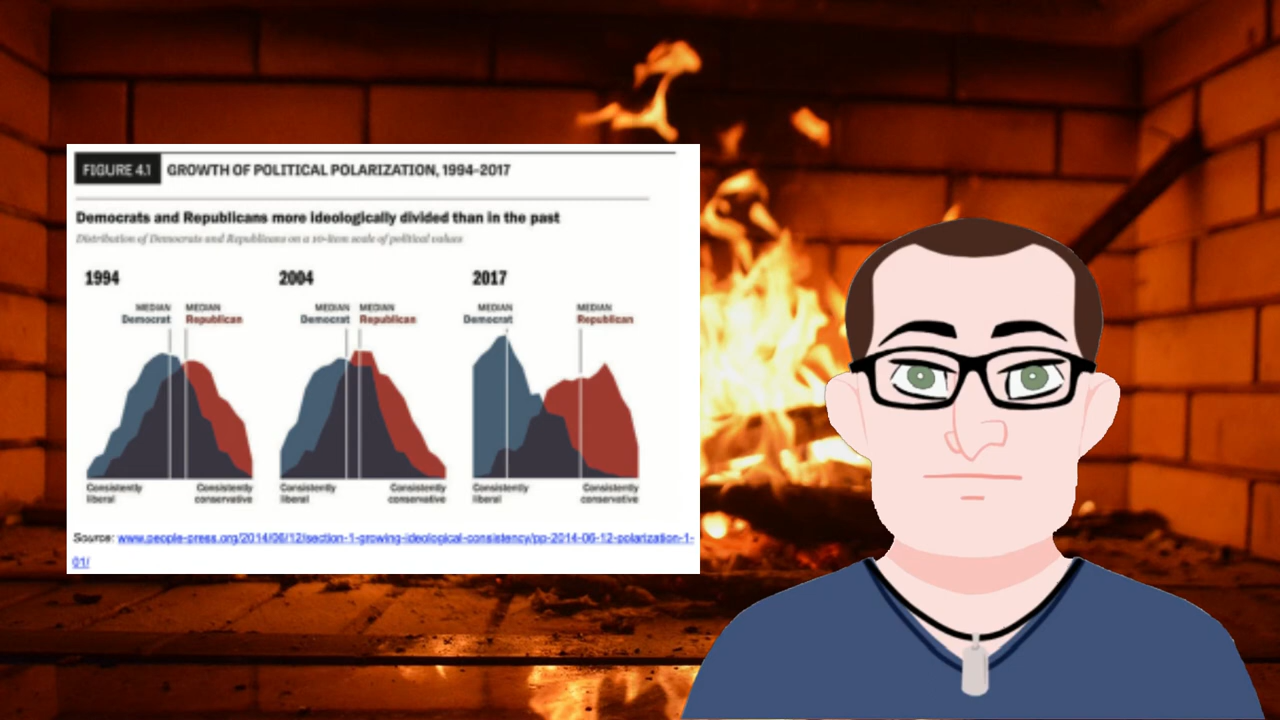 FIGURE 4.1 GROWTH OF POLITICAL POLARIZATION, 1994–2017
Democrats and Republicans more ideologically divided than in the past
Distribution of Democrats and Republicans on a 10-item scale of political values
1994
MEDIAN Democrat
MEDIAN Republican
Consistently liberal
Consistently conservative
2004
MEDIAN Democrat
MEDIAN Republican
Consistently liberal
Consistently conservative
2017
MEDIAN Democrat
MEDIAN Republican
Consistently liberal
Consistently conservative
Source: www.people-press.org/2014/06/12/section-1-growing-ideological-consistency/pp-2014-06-12-polarization-1-
01/